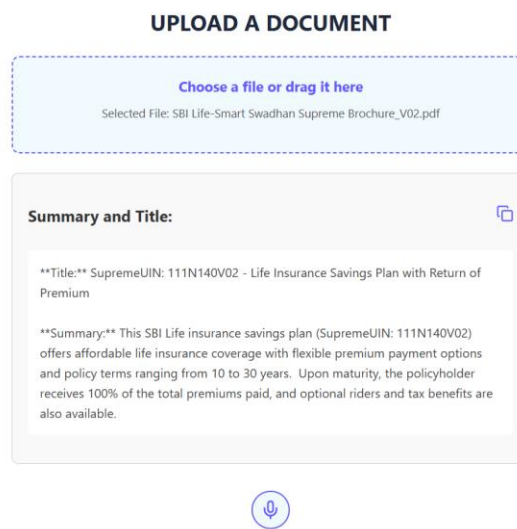 UPLOAD A DOCUMENT
Choose a file or drag it here
Selected File: SBI Life-Smart Swadhan Supreme Brochure_V02.pdf
Summary and Title:
**Title:** SupremeUIN: 111N140V02 - Life Insurance Savings Plan with Return of
Premium
**Summary:** This SBI Life insurance savings plan (SupremeUIN: 111N140V02)
offers affordable life insurance coverage with flexible premium payment options
and policy terms ranging from 10 to 30 years. Upon maturity, the policyholder
receives 100% of the total premiums paid, and optional riders and tax benefits are
also available.